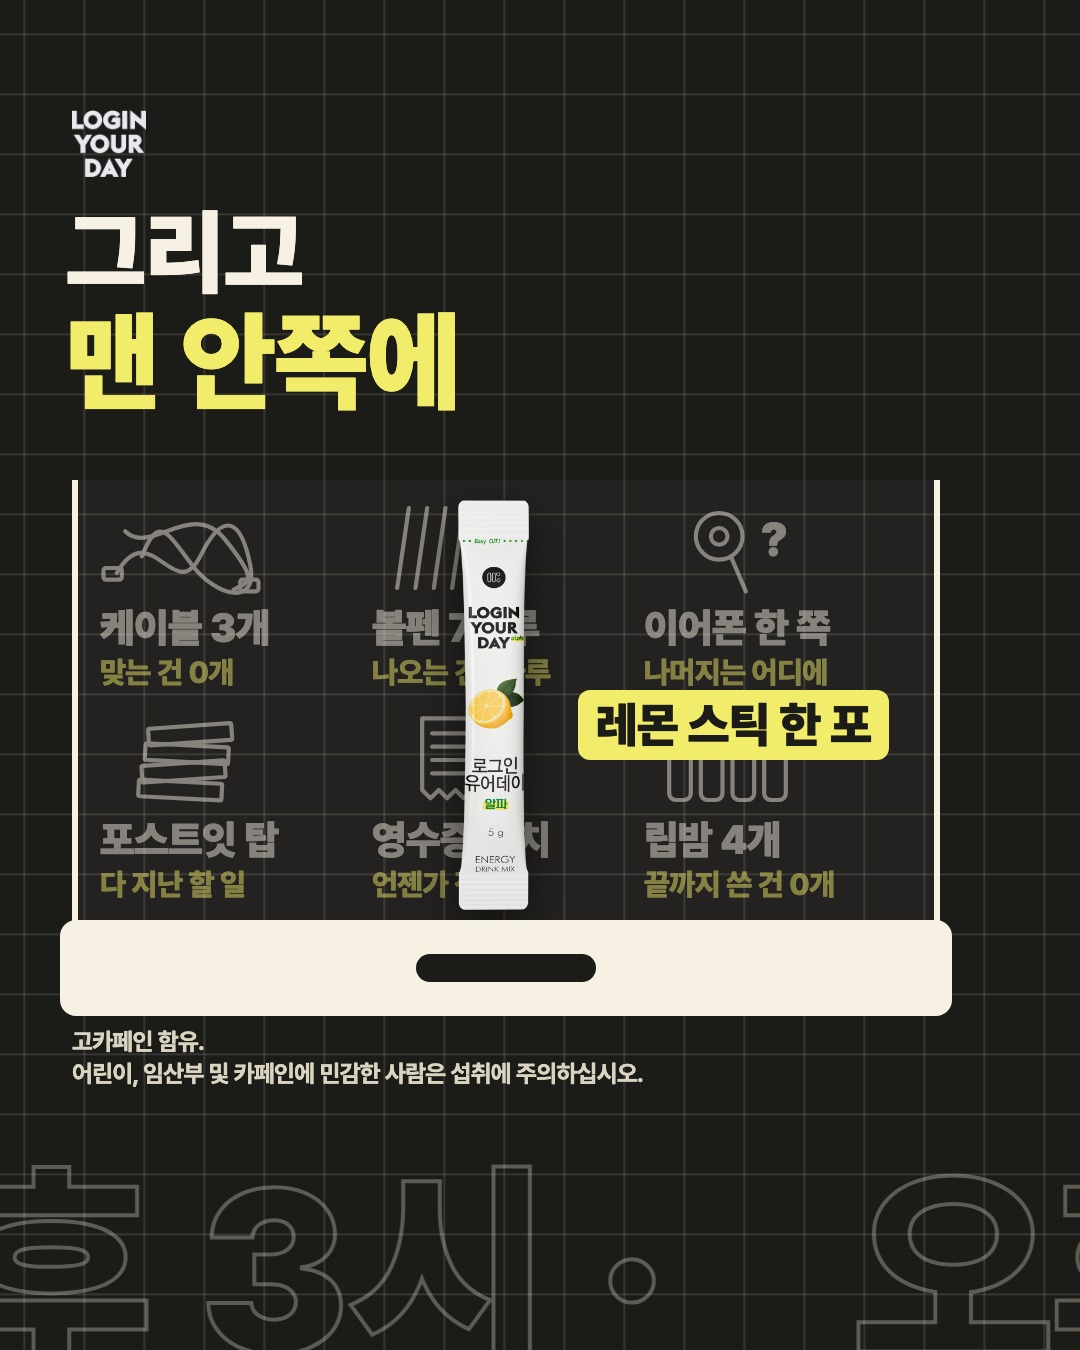 LOGIN
YOUR
DAY
그리고
맨 안쪽에
?
케이블 3개
맞는 건 0개
볼펜 7
나오는
이어폰 한 쪽
나머지는 어디에
Easy CUT!
LOGIN
YOUR
DAY
로그인
유어데이
알파
5 g
ENERGY
DRINK MIX
레몬 스틱 한 포
포스트잇 탑
다 지난 할 일
영수증
언젠가
립밤 4개
끝까지 쓴 건 0개
고카페인 함유.
어린이, 임산부 및 카페인에 민감한 사람은 섭취에 주의하십시오.
후 3시 · 오